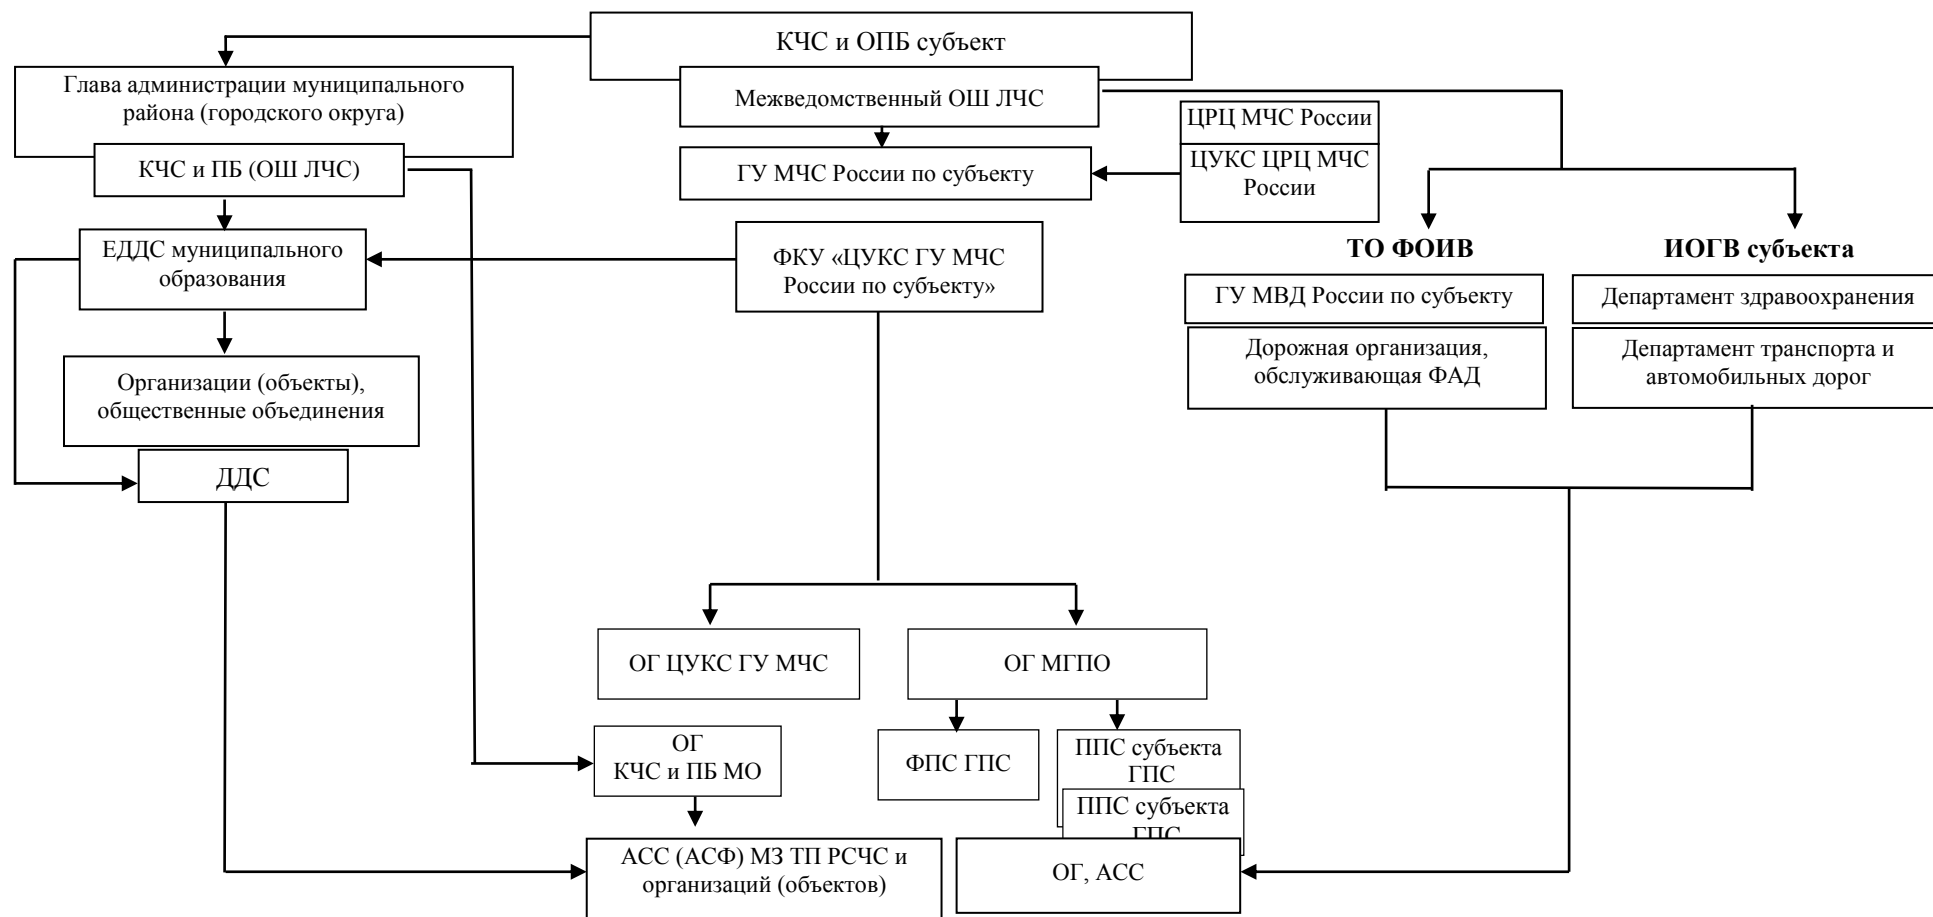 КЧС и ОПБ субъект
Глава администрации муниципального
района (городского округа)
Межведомственный ОШ ЛЧС
ЦРЦ МЧС России
КЧС и ПБ (ОШ ЛЧС)
ГУ МЧС России по субъекту
ЦУКС ЦРЦ МЧС
России
ЕДДС муниципального
образования
ФКУ «ЦУКС ГУ МЧС
России по субъекту»
ТО ФОИВ
ИОГВ субъекта
ГУ МВД России по субъекту
Департамент здравоохранения
Дорожная организация,
обслуживающая ФАД
Департамент транспорта и
автомобильных дорог
Организации (объекты),
общественные объединения
ДДС
ОГ ЦУКС ГУ МЧС
ОГ МГПО
ОГ
КЧС и ПБ МО
ФПС ГПС
ППС субъекта
ГПС
ППС субъекта
ГПС
АСС (АСФ) МЗ ТП РСЧС и
организаций (объектов)
ОГ, АСС